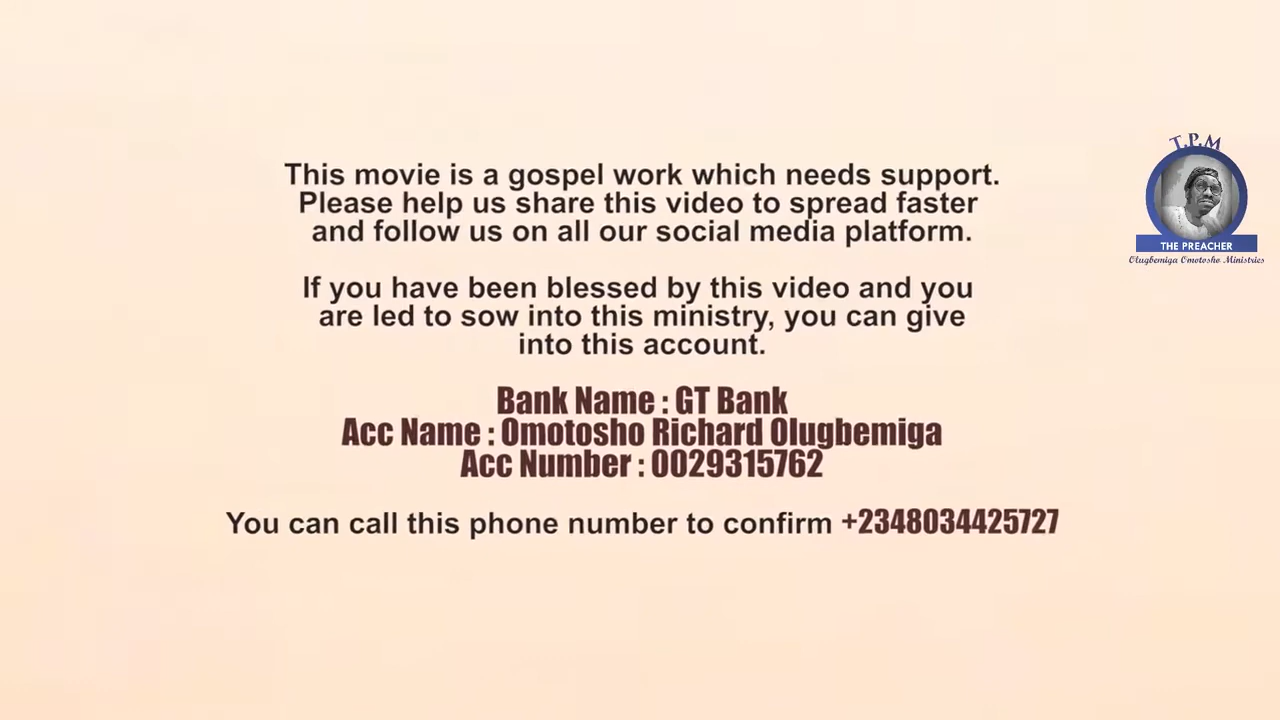 This movie is a gospel work which needs support.
Please help us share this video to spread faster
and follow us on all our social media platform.
If you have been blessed by this video and you
are led to sow into this ministry, you can give
into this account.
Bank Name : GT Bank
Acc Name : Omotosho Richard Olugbemiga
Acc Number : 0029315762
You can call this phone number to confirm +2348034425727
T.P.M
THE PREACHER
Olugbemiga Omotosho Ministries